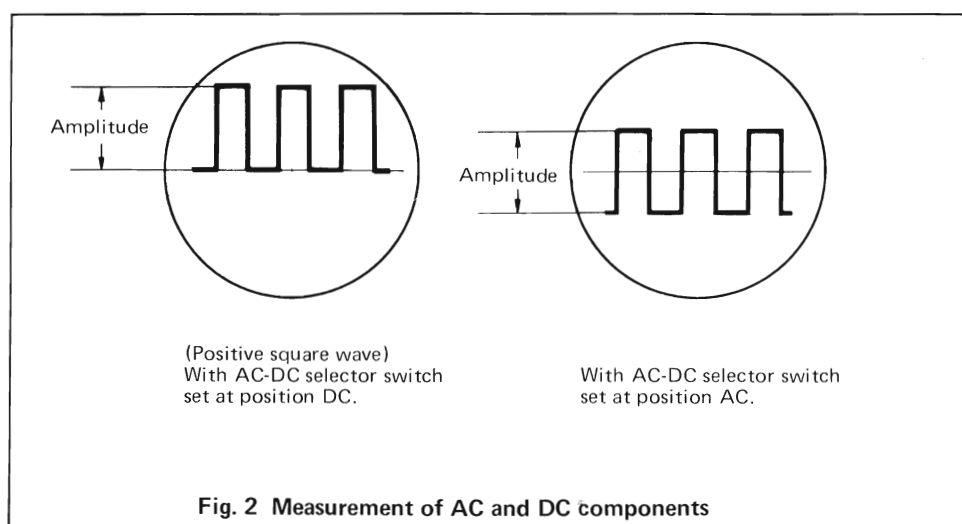 Amplitude
Amplitude
(Positive square wave)
With AC-DC selector switch
set at position DC.
With AC-DC selector switch
set at position AC.
Fig. 2 Measurement of AC and DC components